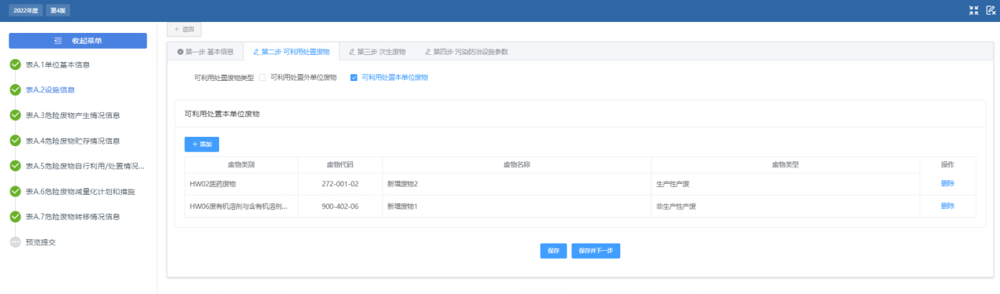 2022年度 第4版
收起菜单
表A.1单位基本信息
表A.2设施信息
表A.3危险废物产生情况信息
表A.4危险废物贮存情况信息
表A.5危险废物自行利用/处置情况...
表A.6危险废物减量化计划和措施
表A.7危险废物转移情况信息
预览提交
← 返回
第一步 基本信息 第二步 可利用处置废物 第三步 次生废物 第四步 污染防治设施参数
可利用处置废物类型 可利用处置外单位废物 可利用处置本单位废物
可利用处置本单位废物
+ 添加
废物类别 废物代码 废物名称 废物类型 操作
HW02医药废物 272-001-02 新增废物2 生产性产废 删除
HW06废有机溶剂与含有机溶剂... 900-402-06 新增废物1 非生产性产废 删除
保存 保存并下一步